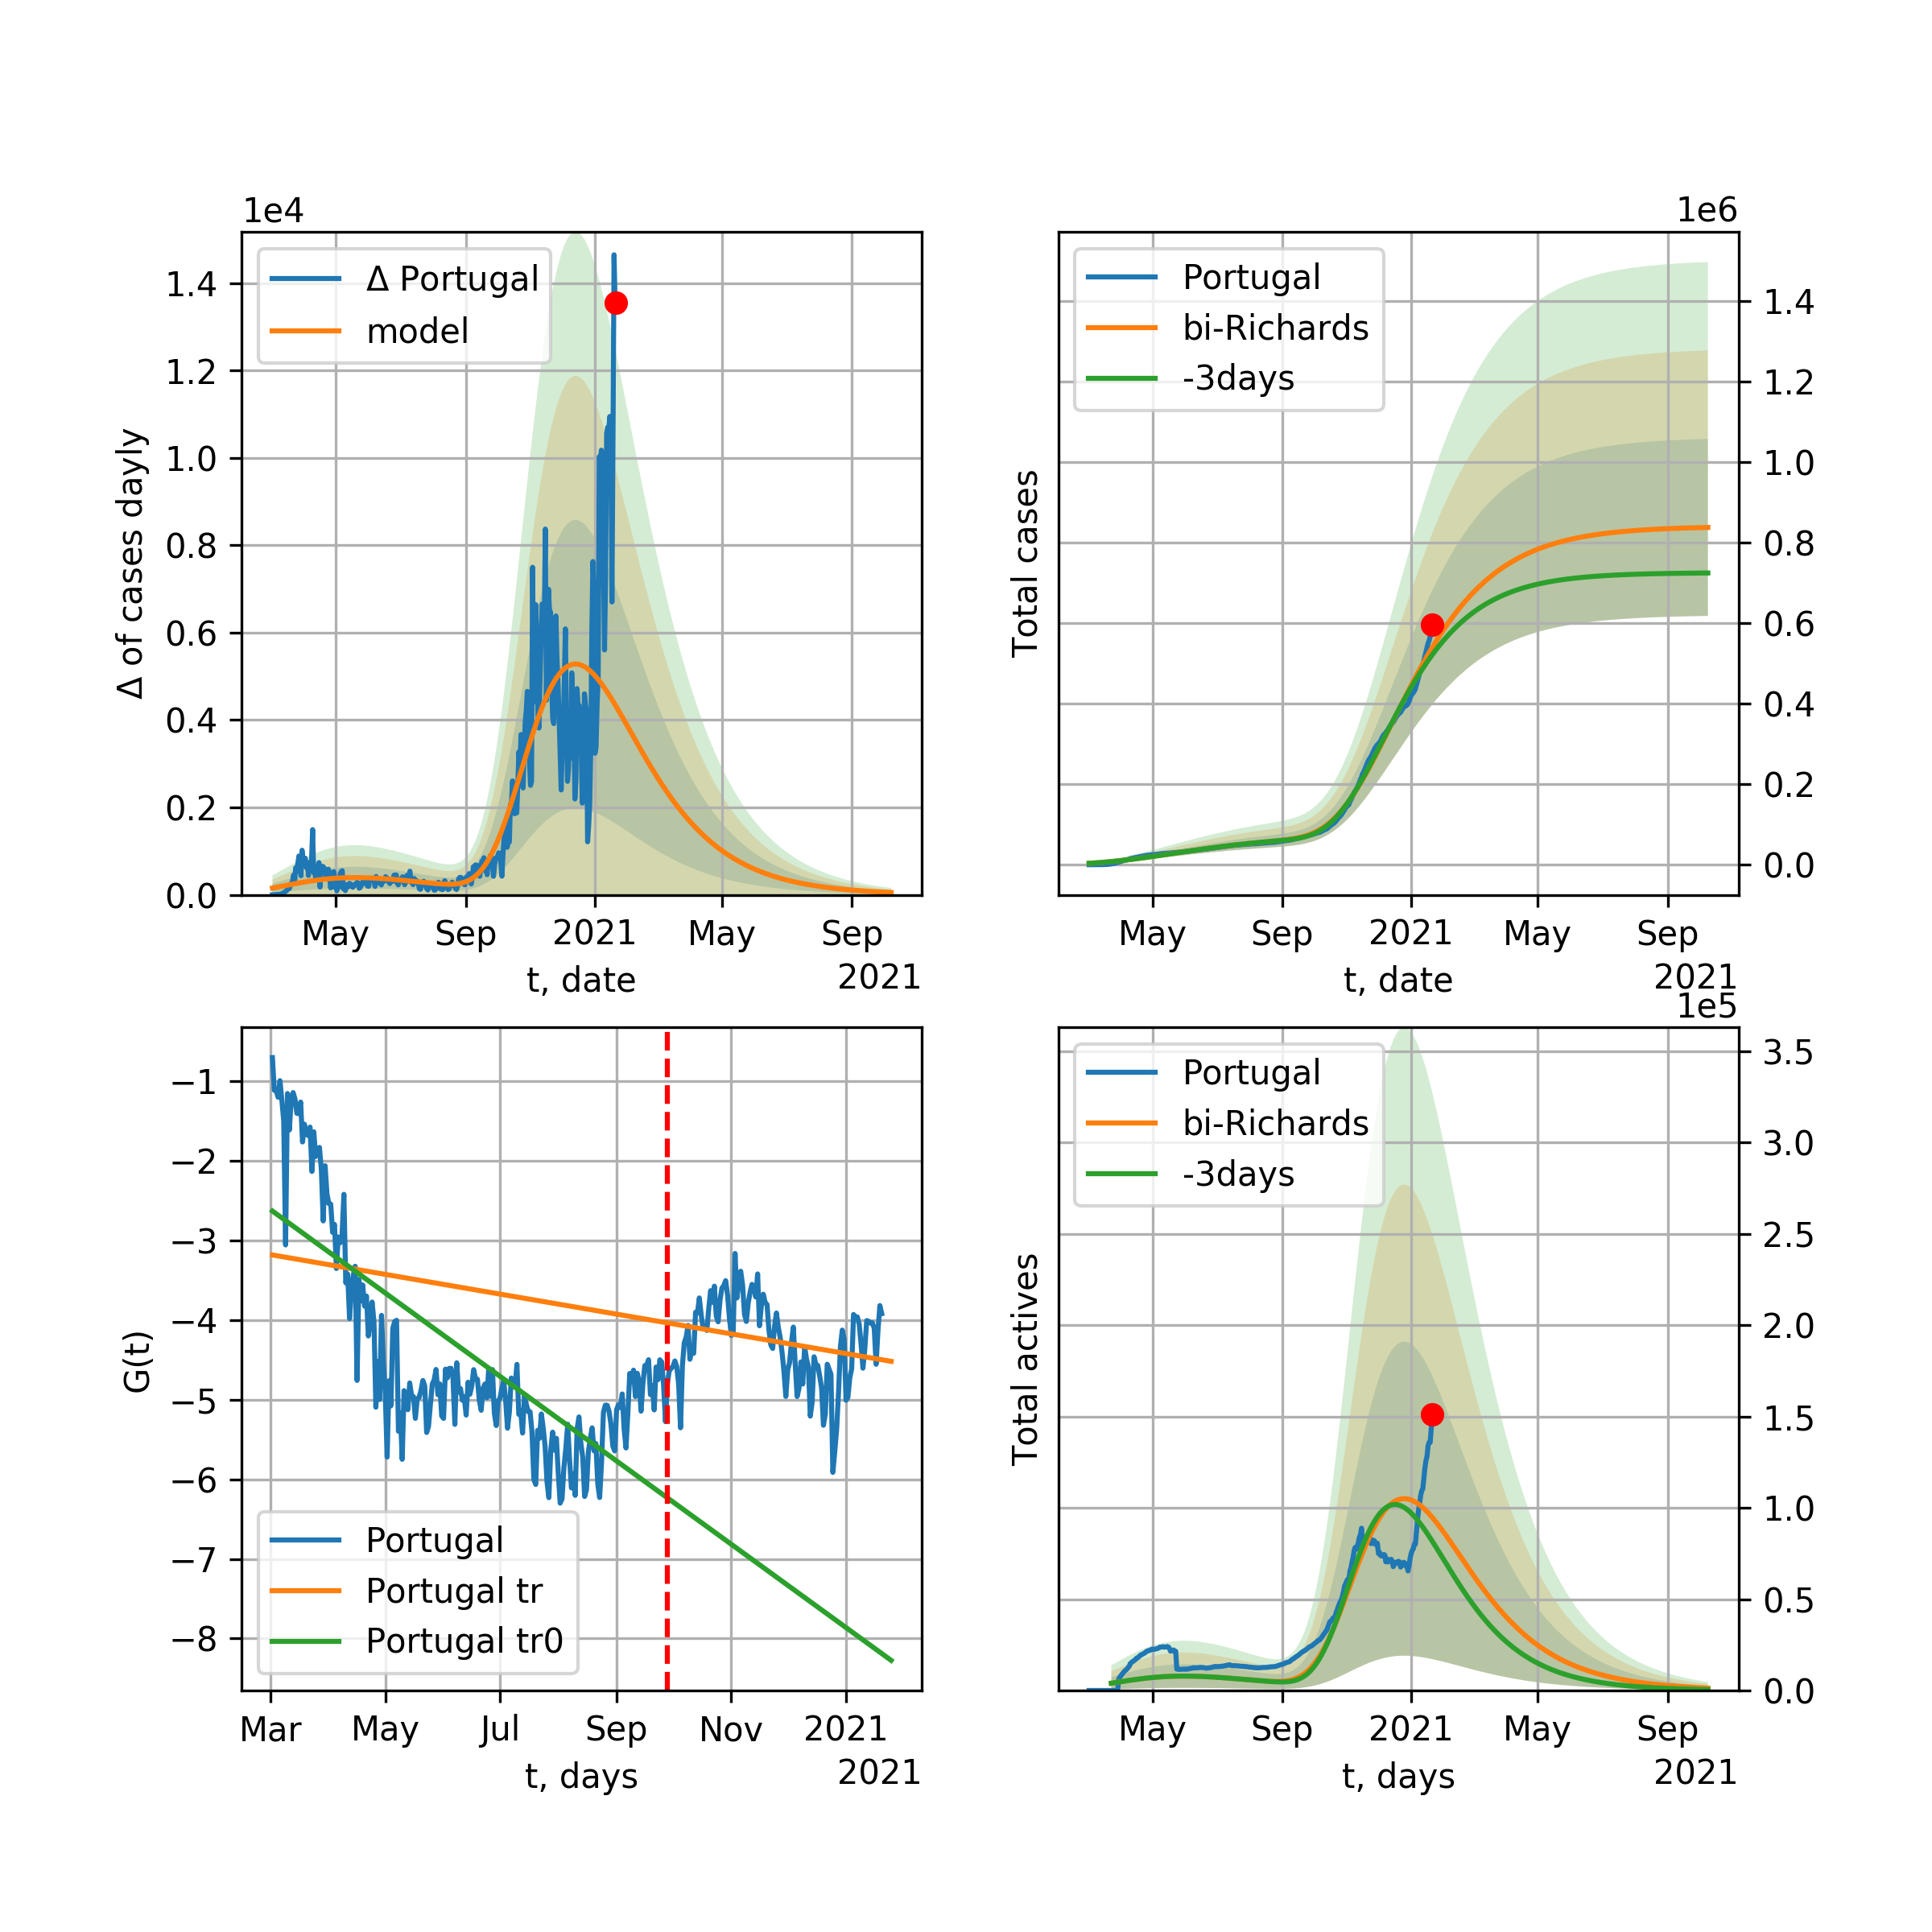 1e4
Δ Portugal
model
Δ of cases dayly
1.4
1.2
1.0
0.8
0.6
0.4
0.2
0.0
May
Sep
2021
May
Sep
t, date
2021
1e6
Portugal
bi-Richards
-3days
Total cases
1.4
1.2
1.0
0.8
0.6
0.4
0.2
0.0
May
Sep
2021
May
Sep
t, date
2021
G(t)
−1
−2
−3
−4
−5
−6
−7
−8
Portugal
Portugal tr
Portugal tr0
Mar
May
Jul
Sep
Nov
2021
t, days
2021
1e5
Portugal
bi-Richards
-3days
Total actives
3.5
3.0
2.5
2.0
1.5
1.0
0.5
0.0
May
Sep
2021
May
Sep
t, days
2021